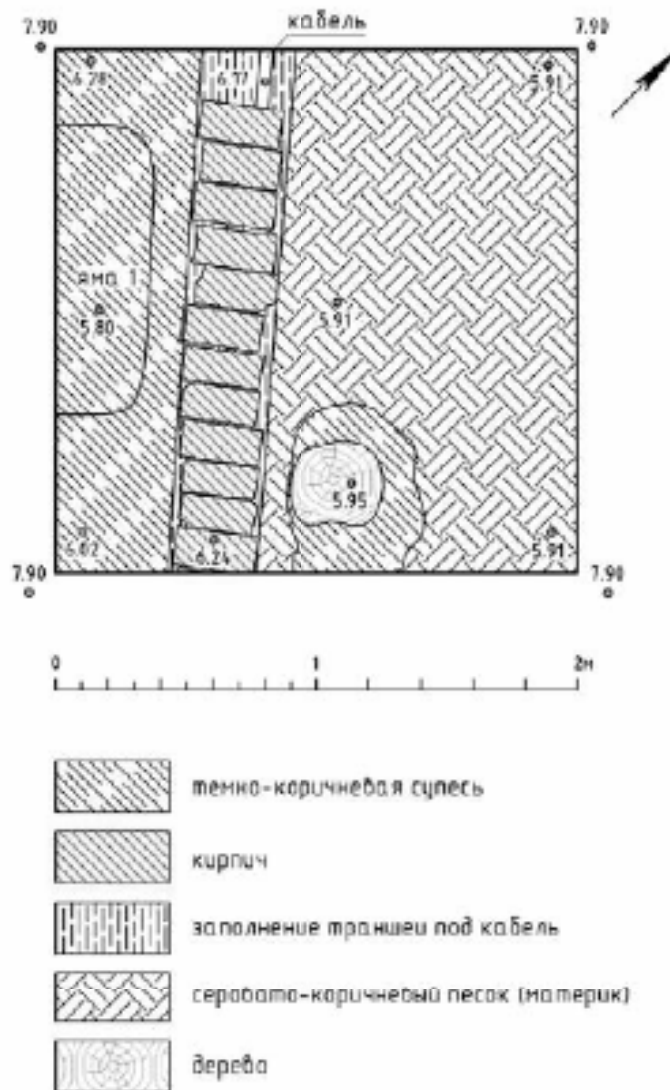 кабель
7.90 7.90
6.78 6.77 5.91
яма 1
5.80 5.91
5.95
6.02 6.24 5.91
7.90 7.90
0 1 2м
темно-коричневая супесь
кирпич
заполнение траншеи под кабель
серовато-коричневый песок (материк)
дерево